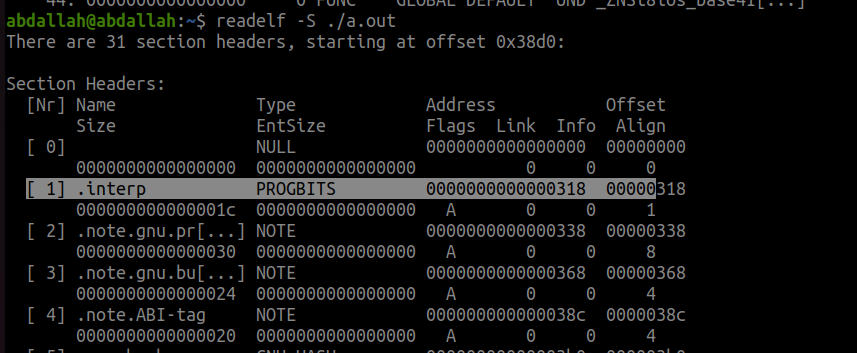 44: 0000000000000000 0 FUNC GLOBAL DEFAULT UND _ZNSt8ios_base4I[...]
abdallah@abdallah:~$ readelf -S ./a.out
There are 31 section headers, starting at offset 0x38d0:
Section Headers:
[Nr] Name Type Address Offset
Size EntSize Flags Link Info Align
[ 0] NULL 0000000000000000 00000000
0000000000000000 0000000000000000 0 0 0
[ 1] .interp PROGBITS 0000000000000318 00000318
000000000000001c 0000000000000000 A 0 0 1
[ 2] .note.gnu.pr[...] NOTE 0000000000000338 00000338
0000000000000030 0000000000000000 A 0 0 8
[ 3] .note.gnu.bu[...] NOTE 0000000000000368 00000368
0000000000000024 0000000000000000 A 0 0 4
[ 4] .note.ABI-tag NOTE 000000000000038c 0000038c
0000000000000020 0000000000000000 A 0 0 4